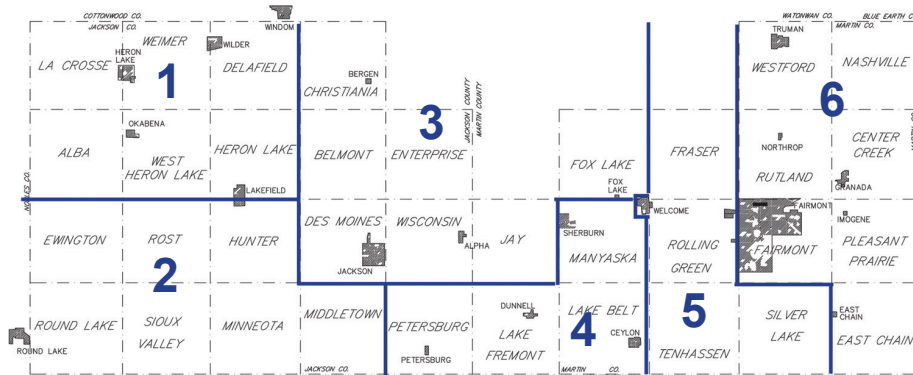 COTTONWOOD CO.
JACKSON CO.
WINDOM
WATONWAN CO.
BLUE EARTH CO.
MARTIN CO.
WEIMER
WILDER
TRUMAN
LA CROSSE
HERON
LAKE
1
DELAFIELD
BERGEN
CHRISTIANIA
JACKSON COUNTY
MARTIN COUNTY
WESTFORD
NASHVILLE
6
3
OKABENA
ALBA
WEST
HERON LAKE
HERON LAKE
BELMONT
ENTERPRISE
FOX LAKE
FRASER
NORTHROP
RUTLAND
CENTER
CREEK
GRANADA
NOBLES CO.
LAKEFIELD
FOX
LAKE
WELCOME
FAIRMONT
IMOGENE
EWINGTON
ROST
HUNTER
DES MOINES
WISCONSIN
JAY
SHERBURN
ALPHA
JACKSON
MANYASKA
ROLLING
GREEN
FAIRMONT
PLEASANT
PRAIRIE
2
ROUND LAKE
SIOUX
VALLEY
MINNEOTA
MIDDLETOWN
PETERSBURG
DUNNELL
LAKE
FREMONT
LAKE BELT
4
CEYLON
5
TENHASSEN
SILVER
LAKE
EAST
CHAIN
EAST CHAIN
ROUND LAKE
PETERSBURG
JACKSON CO.
MARTIN CO.